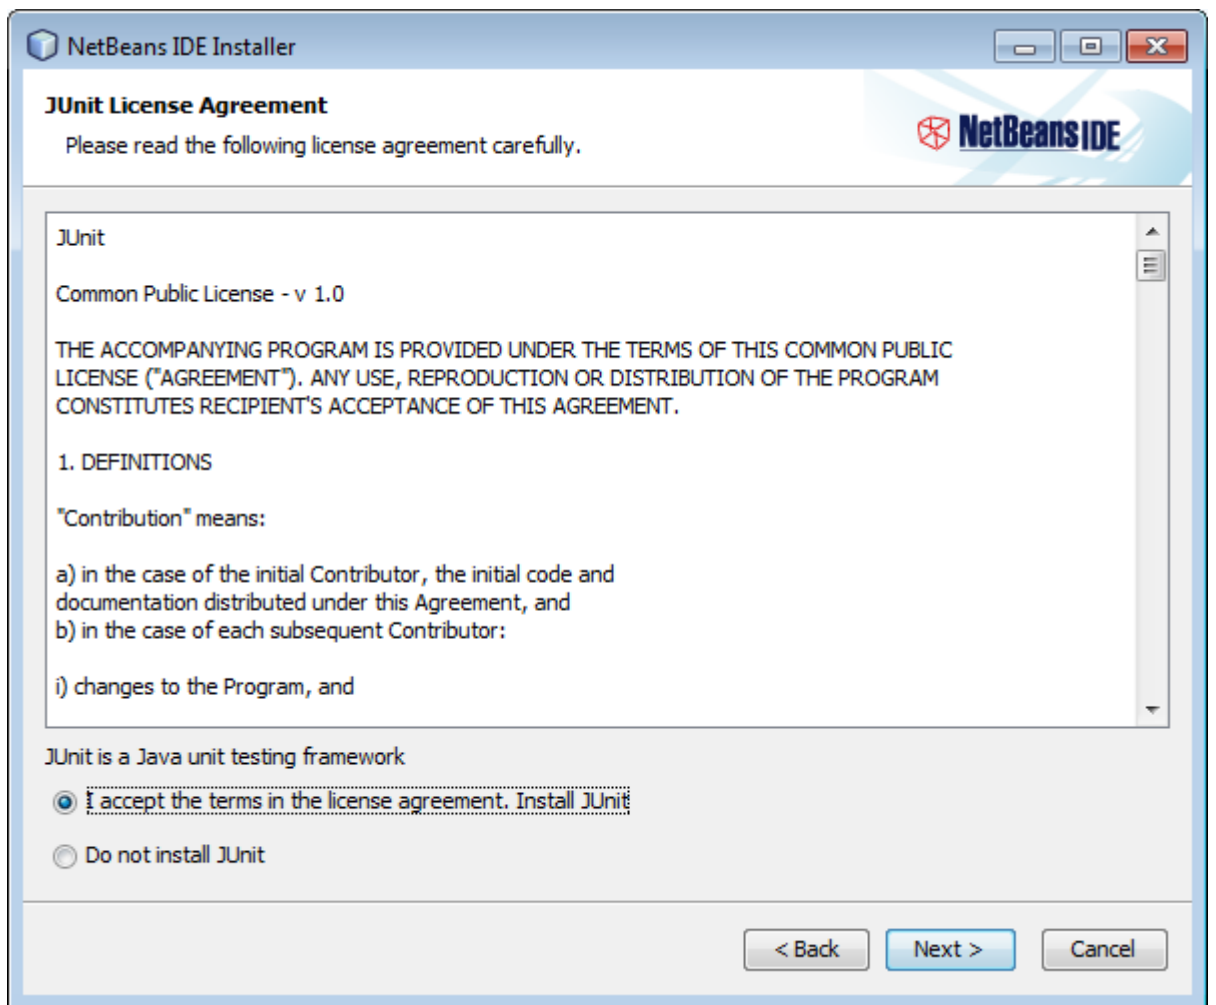 NetBeans IDE Installer
JUnit License Agreement
Please read the following license agreement carefully.
NetBeans IDE
JUnit
Common Public License - v 1.0
THE ACCOMPANYING PROGRAM IS PROVIDED UNDER THE TERMS OF THIS COMMON PUBLIC
LICENSE ("AGREEMENT"). ANY USE, REPRODUCTION OR DISTRIBUTION OF THE PROGRAM
CONSTITUTES RECIPIENT'S ACCEPTANCE OF THIS AGREEMENT.
1. DEFINITIONS
"Contribution" means:
a) in the case of the initial Contributor, the initial code and
documentation distributed under this Agreement, and
b) in the case of each subsequent Contributor:
i) changes to the Program, and
JUnit is a Java unit testing framework
I accept the terms in the license agreement. Install JUnit
Do not install JUnit
< Back Next > Cancel